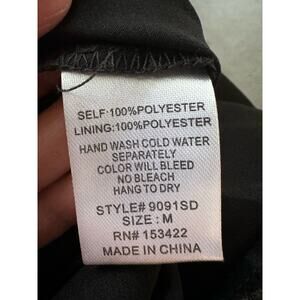 SELF:100%POLYESTER
LINING:100%POLYESTER
HAND WASH COLD WATER
SEPARATELY
COLOR WILL BLEED
NO BLEACH
HANG TO DRY
STYLE# 9091SD
SIZE : M
RN# 153422
MADE IN CHINA